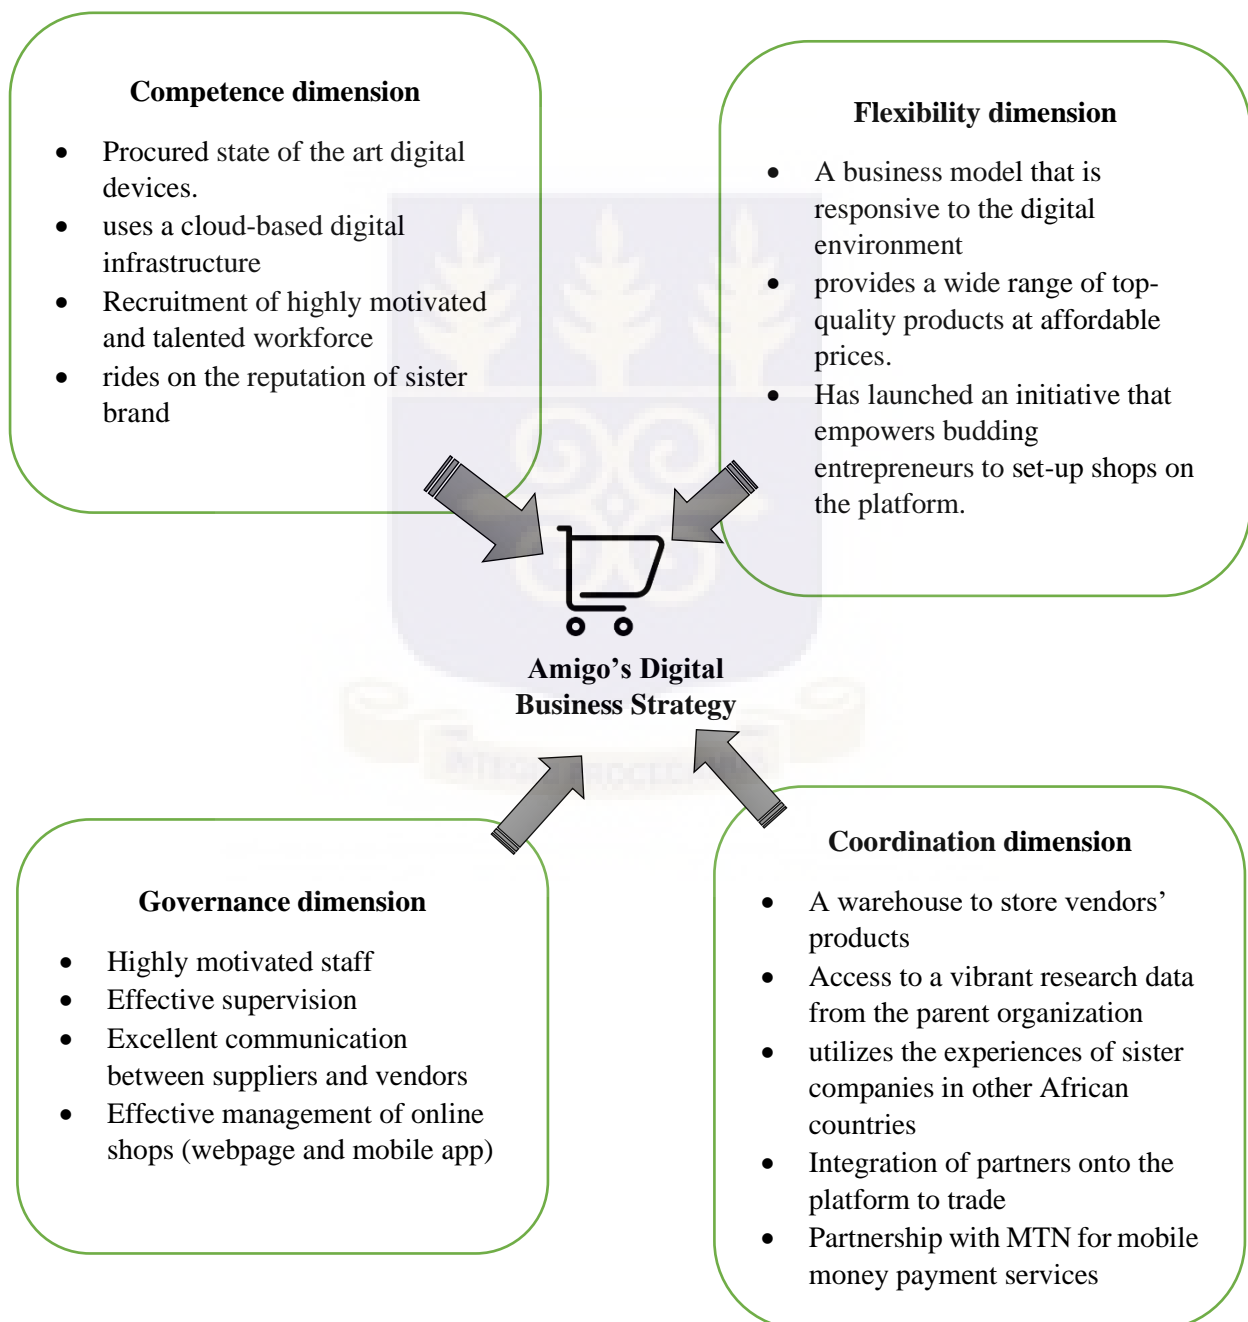 Competence dimension
• Procured state of the art digital
devices.
• uses a cloud-based digital
infrastructure
• Recruitment of highly motivated
and talented workforce
• rides on the reputation of sister
brand
Flexibility dimension
• A business model that is
responsive to the digital
environment
• provides a wide range of top-
quality products at affordable
prices.
• Has launched an initiative that
empowers budding
entrepreneurs to set-up shops on
the platform.
Amigo’s Digital
Business Strategy
Governance dimension
• Highly motivated staff
• Effective supervision
• Excellent communication
between suppliers and vendors
• Effective management of online
shops (webpage and mobile app)
Coordination dimension
• A warehouse to store vendors’
products
• Access to a vibrant research data
from the parent organization
• utilizes the experiences of sister
companies in other African
countries
• Integration of partners onto the
platform to trade
• Partnership with MTN for mobile
money payment services